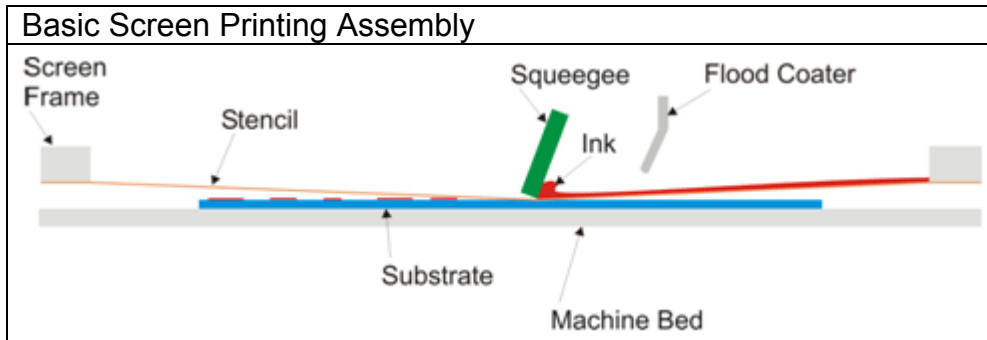 Basic Screen Printing Assembly
Screen
Frame
Stencil
Squeegee
Flood Coater
Ink
Substrate
Machine Bed